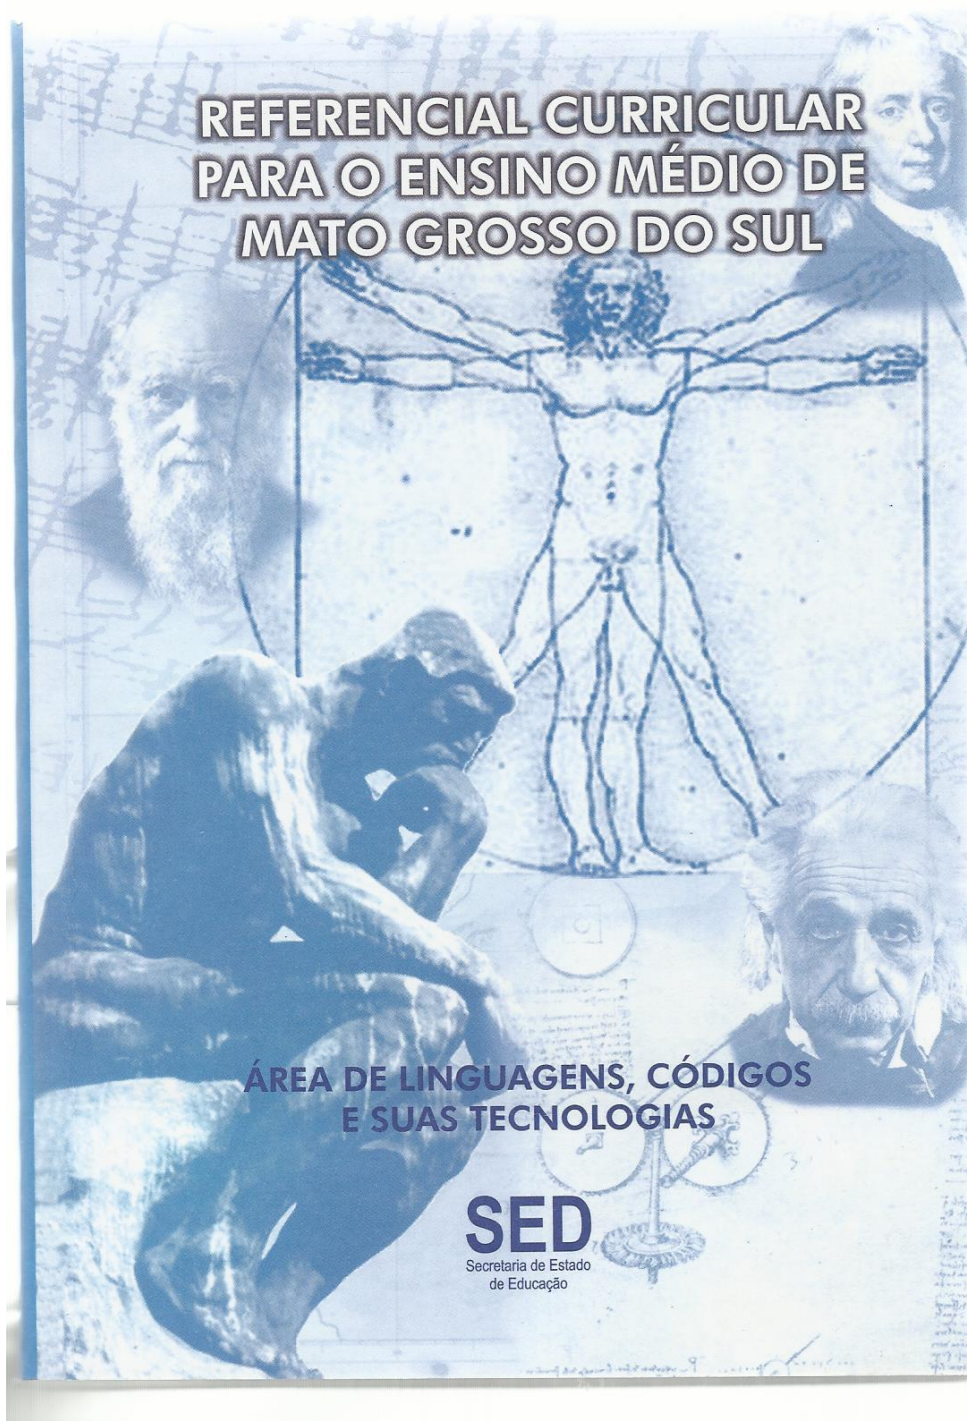 REFERENCIAL CURRICULAR
PARA O ENSINO MÉDIO DE
MATO GROSSO DO SUL
ÁREA DE LINGUAGENS, CÓDIGOS
E SUAS TECNOLOGIAS
SED
Secretaria de Estado
de Educação